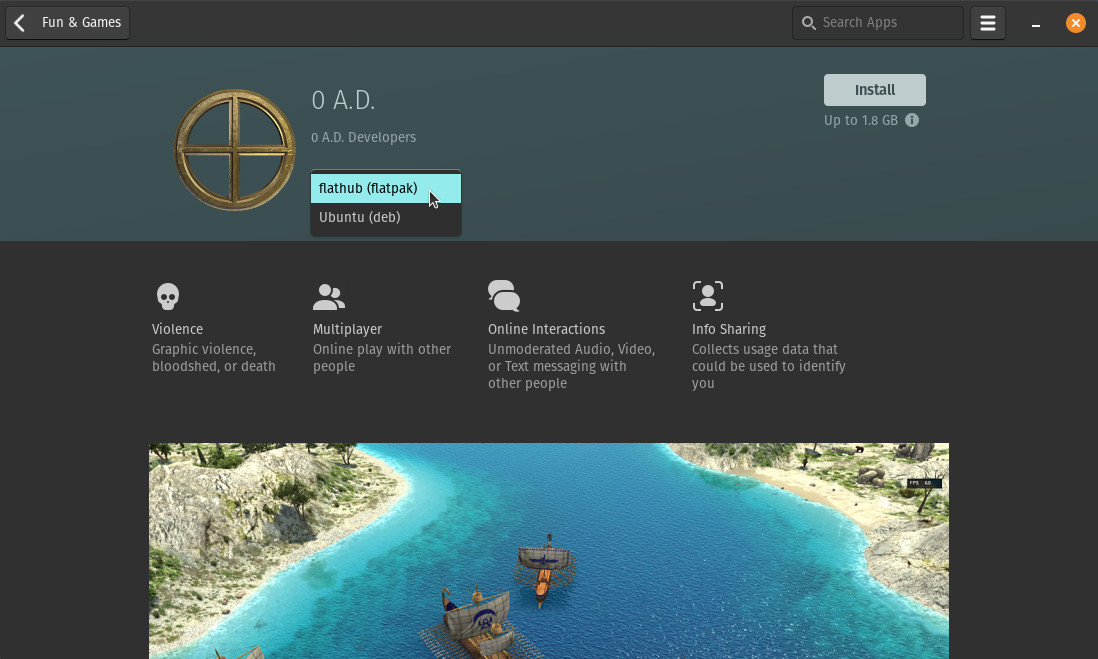 Fun & Games
Search Apps
0 A.D.
0 A.D. Developers
Install
Up to 1.8 GB
flathub (flatpak)
Ubuntu (deb)
Violence
Graphic violence,
bloodshed, or death
Multiplayer
Online play with other
people
Online Interactions
Unmoderated Audio, Video,
or Text messaging with
other people
Info Sharing
Collects usage data that
could be used to identify
you
FPS 60